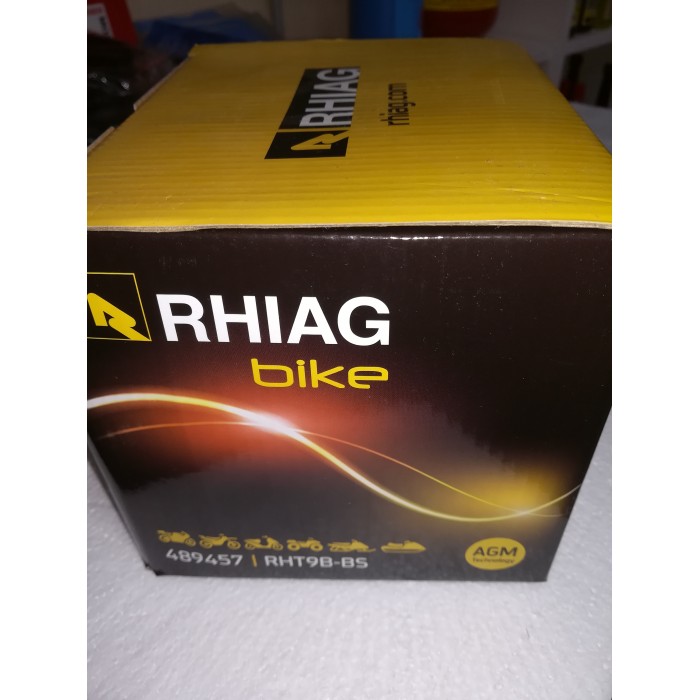 RHIAG
rhiag.com
RHIAG
bike
489457 | RHT9B-BS
AGM
technology